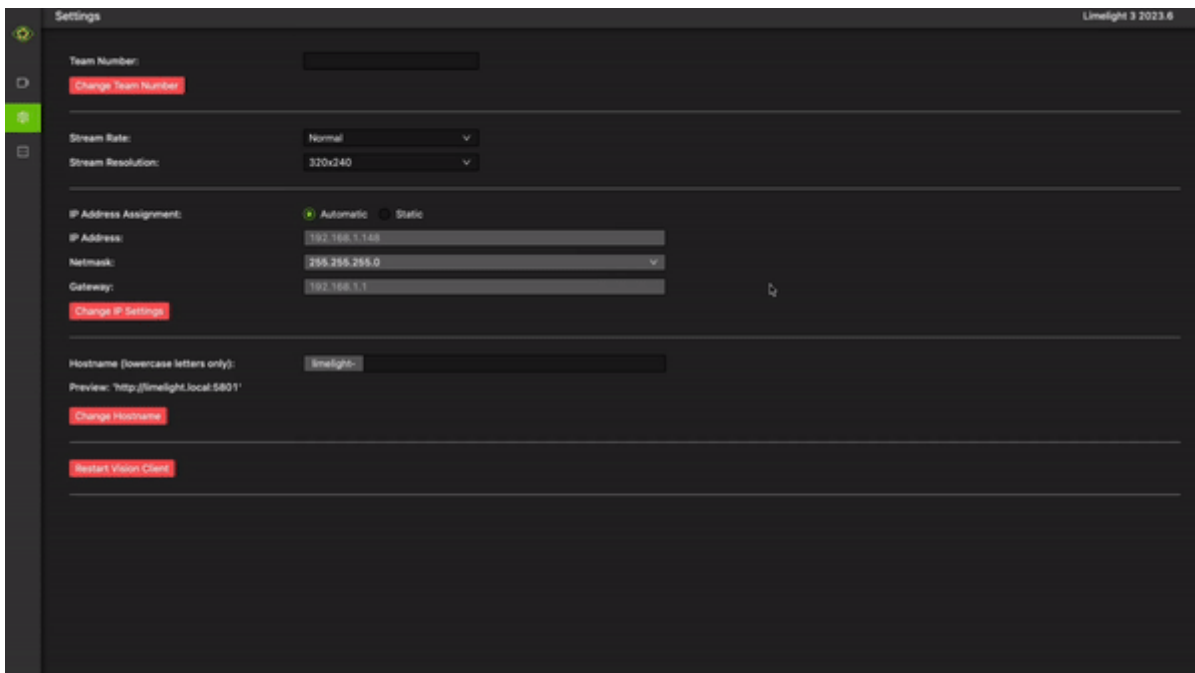 Settings Limelight 3 2023.6
Team Number:
Change Team Number
Stream Rate: Normal
Stream Resolution: 320x240
IP Address Assignment: Automatic Static
IP Address: 192.168.1.148
Netmask: 255.255.255.0
Gateway: 192.168.1.1
Change IP Settings
Hostname (lowercase letters only): limelight-
Preview: 'http://limelight.local:5801'
Change Hostname
Restart Vision Client